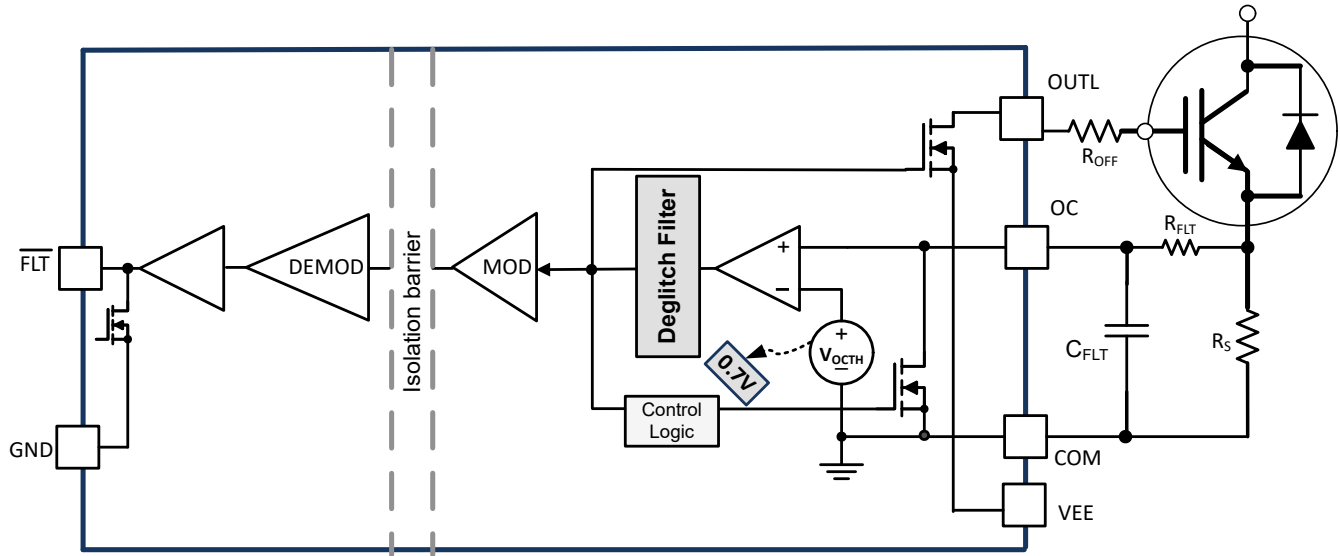 OUTL
R_OFF
OC
R_FLT
FLT
DEMOD
Isolation barrier
MOD
Deglitch Filter
+
−
+
V_OCTH
−
0.7V
C_FLT
R_S
Control
Logic
GND
COM
VEE